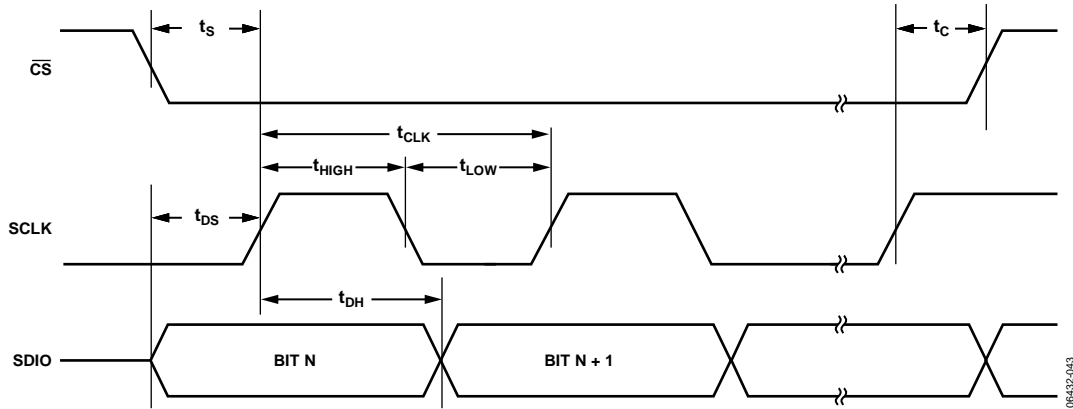 tS
tC
CS
tCLK
tHIGH
tLOW
tDS
SCLK
tDH
SDIO
BIT N
BIT N + 1
06432-043